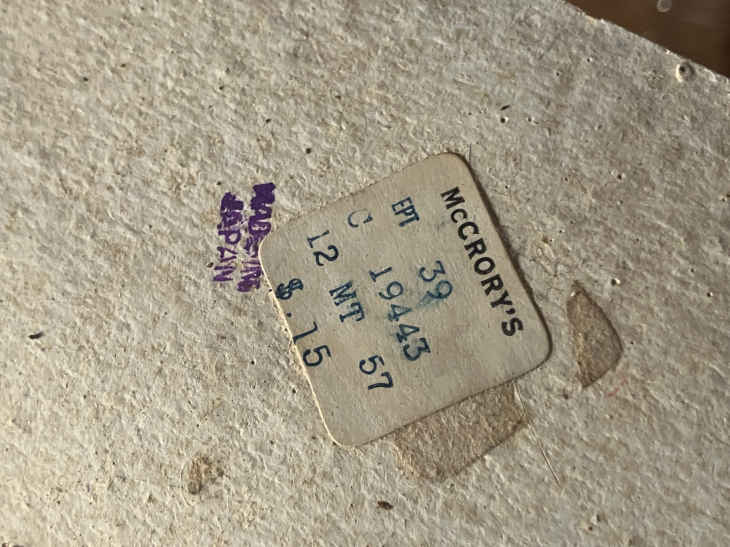 McCRORY'S
EPT 39
C 19443
12 MT 57
$.15
MADE IN
JAPAN